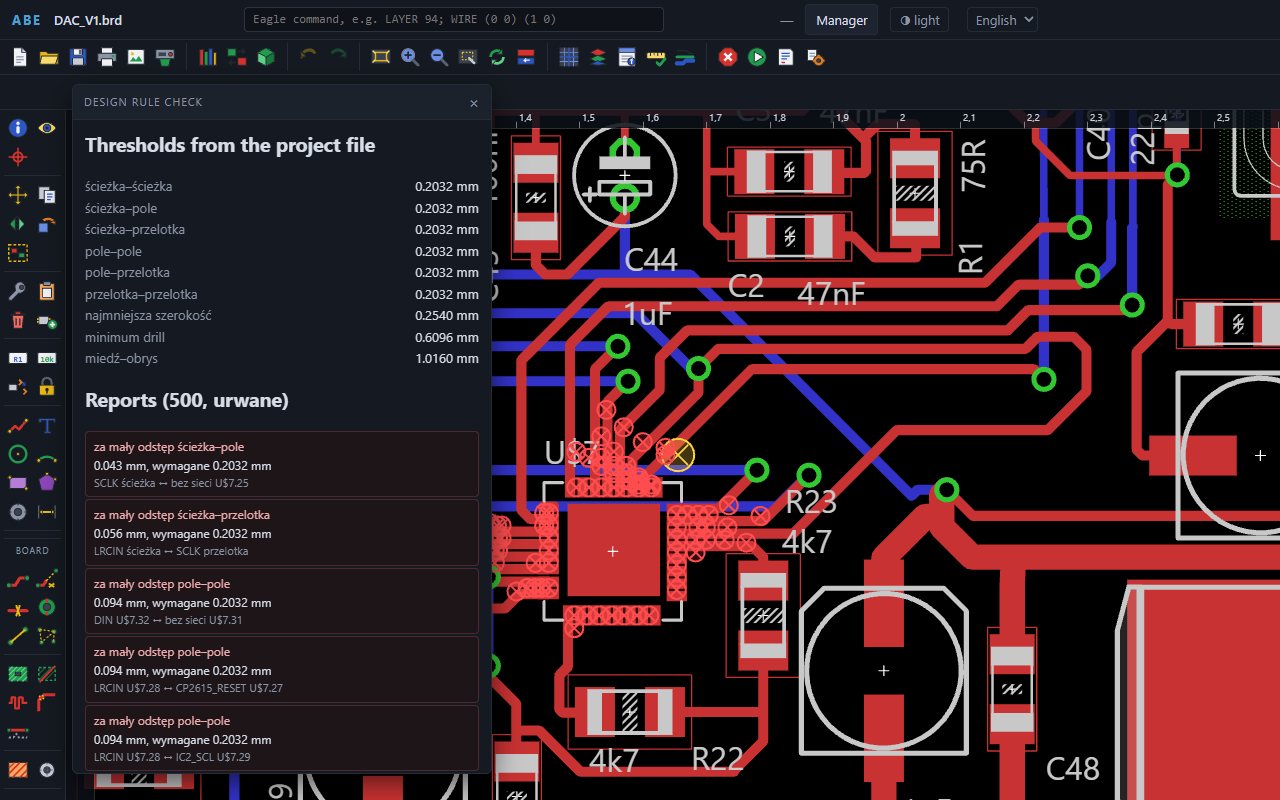 ABE DAC_V1.brd
Eagle command, e.g. LAYER 94; WIRE (0 0) (1 0)
— Manager light English
DESIGN RULE CHECK ×
Thresholds from the project file
ścieżka–ścieżka 0.2032 mm
ścieżka–pole 0.2032 mm
ścieżka–przelotka 0.2032 mm
pole–pole 0.2032 mm
pole–przelotka 0.2032 mm
przelotka–przelotka 0.2032 mm
najmniejsza szerokość 0.2540 mm
minimum drill 0.6096 mm
miedź–obrys 1.0160 mm
Reports (500, urwane)
za mały odstęp ścieżka–pole
0.043 mm, wymagane 0.2032 mm
SCLK ścieżka ↔ bez sieci U$7.25
za mały odstęp ścieżka–przelotka
0.056 mm, wymagane 0.2032 mm
LRCIN ścieżka ↔ SCLK przelotka
za mały odstęp pole–pole
0.094 mm, wymagane 0.2032 mm
DIN U$7.32 ↔ bez sieci U$7.31
za mały odstęp pole–pole
0.094 mm, wymagane 0.2032 mm
LRCIN U$7.28 ↔ CP2615_RESET U$7.27
za mały odstęp pole–pole
0.094 mm, wymagane 0.2032 mm
LRCIN U$7.28 ↔ IC2_SCL U$7.29
R1
10k
T
BOARD
1,4 1,5 1,6 1,7 1,8 1,9 2 2,1 2,2 2,3 2,4 2,5
47nF
75R
R1
C44
C2
47nF
1uF
R23
4k7
4k7
R22
C48